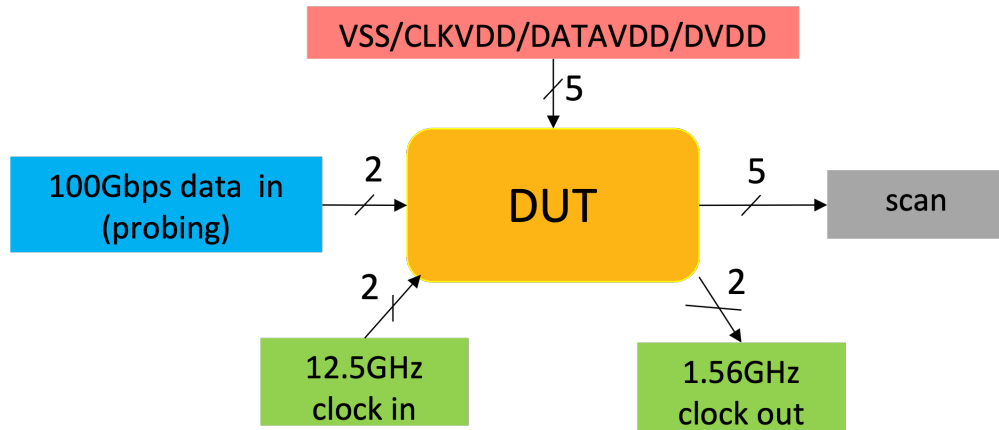 VSS/CLKVDD/DATAVDD/DVDD
5
100Gbps data in
(probing)
2
DUT
5
scan
2
12.5GHz
clock in
2
1.56GHz
clock out